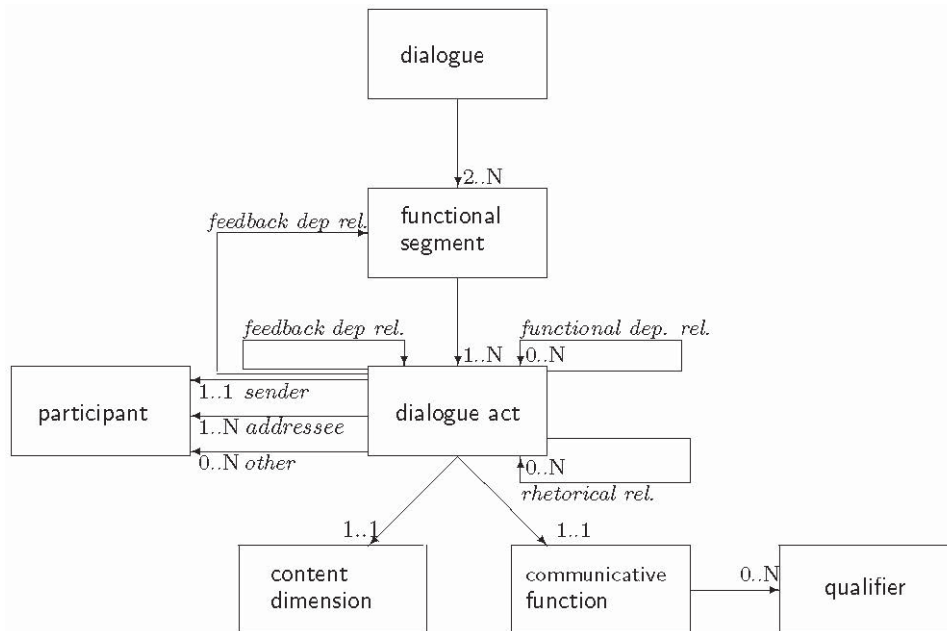 dialogue
2..N
feedback dep rel.
functional
segment
feedback dep rel.
functional dep. rel.
1..N
0..N
participant
1..1 sender
dialogue act
1..N addressee
0..N other
0..N
rhetorical rel.
1..1
1..1
content
dimension
communicative
function
0..N
qualifier